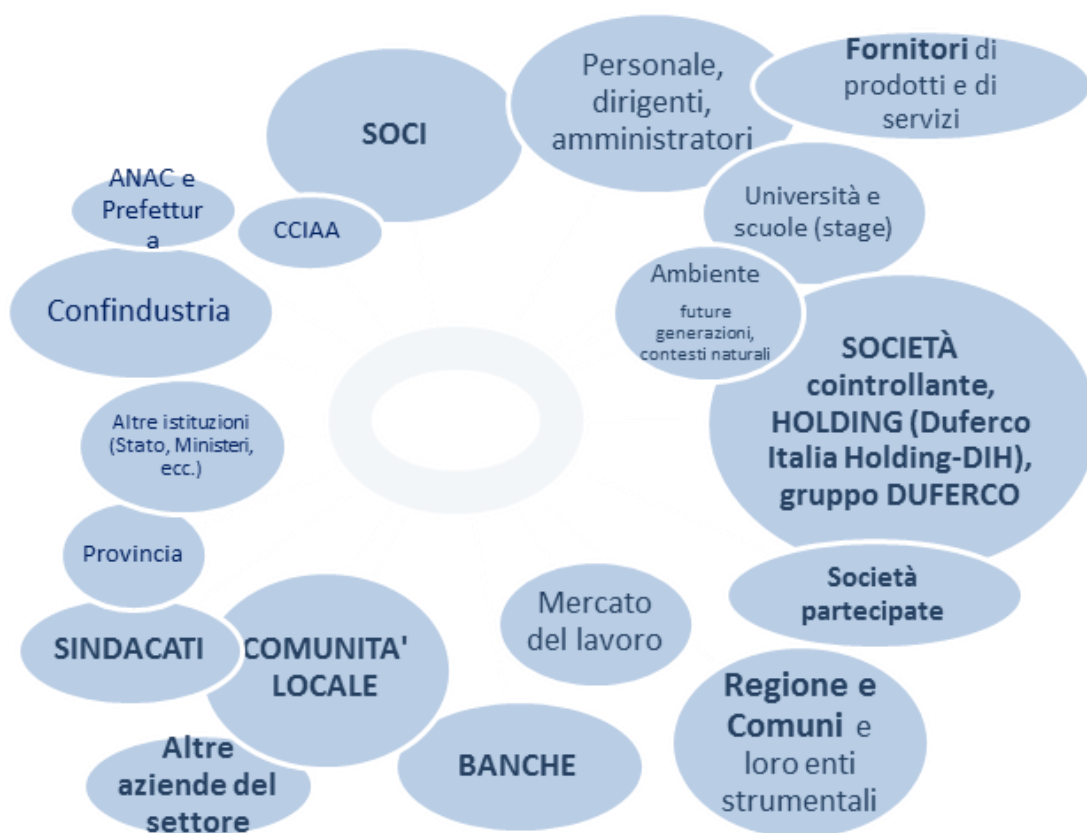 SOCI
Personale,
dirigenti,
amministratori
Fornitori di
prodotti e di
servizi
ANAC e
Prefettur
a
CCIAA
Università e
scuole (stage)
Confindustria
Ambiente
future
generazioni,
contesti naturali
SOCIETÀ
cointrollante,
HOLDING (Duferco
Italia Holding-DIH),
gruppo DUFERCO
Altre istituzioni
(Stato, Ministeri,
ecc.)
Provincia
Società
partecipate
Mercato
del lavoro
SINDACATI
COMUNITA'
LOCALE
Regione e
Comuni e
loro enti
strumentali
BANCHE
Altre
aziende del
settore